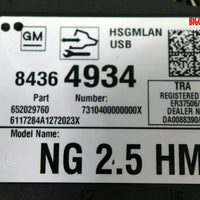 BIG
GM
HSGMLAN
USB
8436 4934
Part Number:
652029760 7310400000000X
6117284A1272023X
TRA
REGISTERED
ER37506/
DEALER N
DA0088390/
Model Name:
NG 2.5 HM